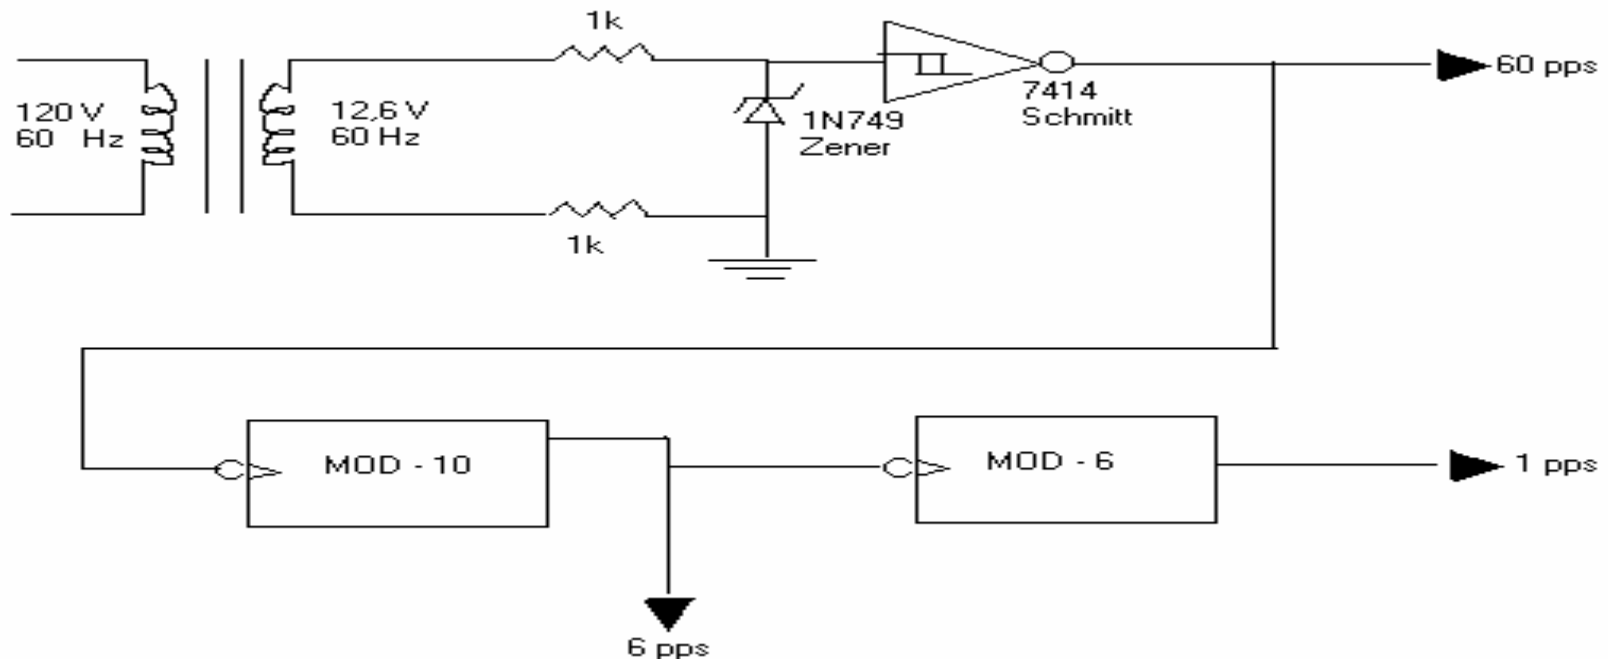 1k
120 V
60 Hz
12,6 V
60 Hz
1N749
Zener
7414
Schmitt
60 pps
1k
MOD - 10
MOD - 6
1 pps
6 pps